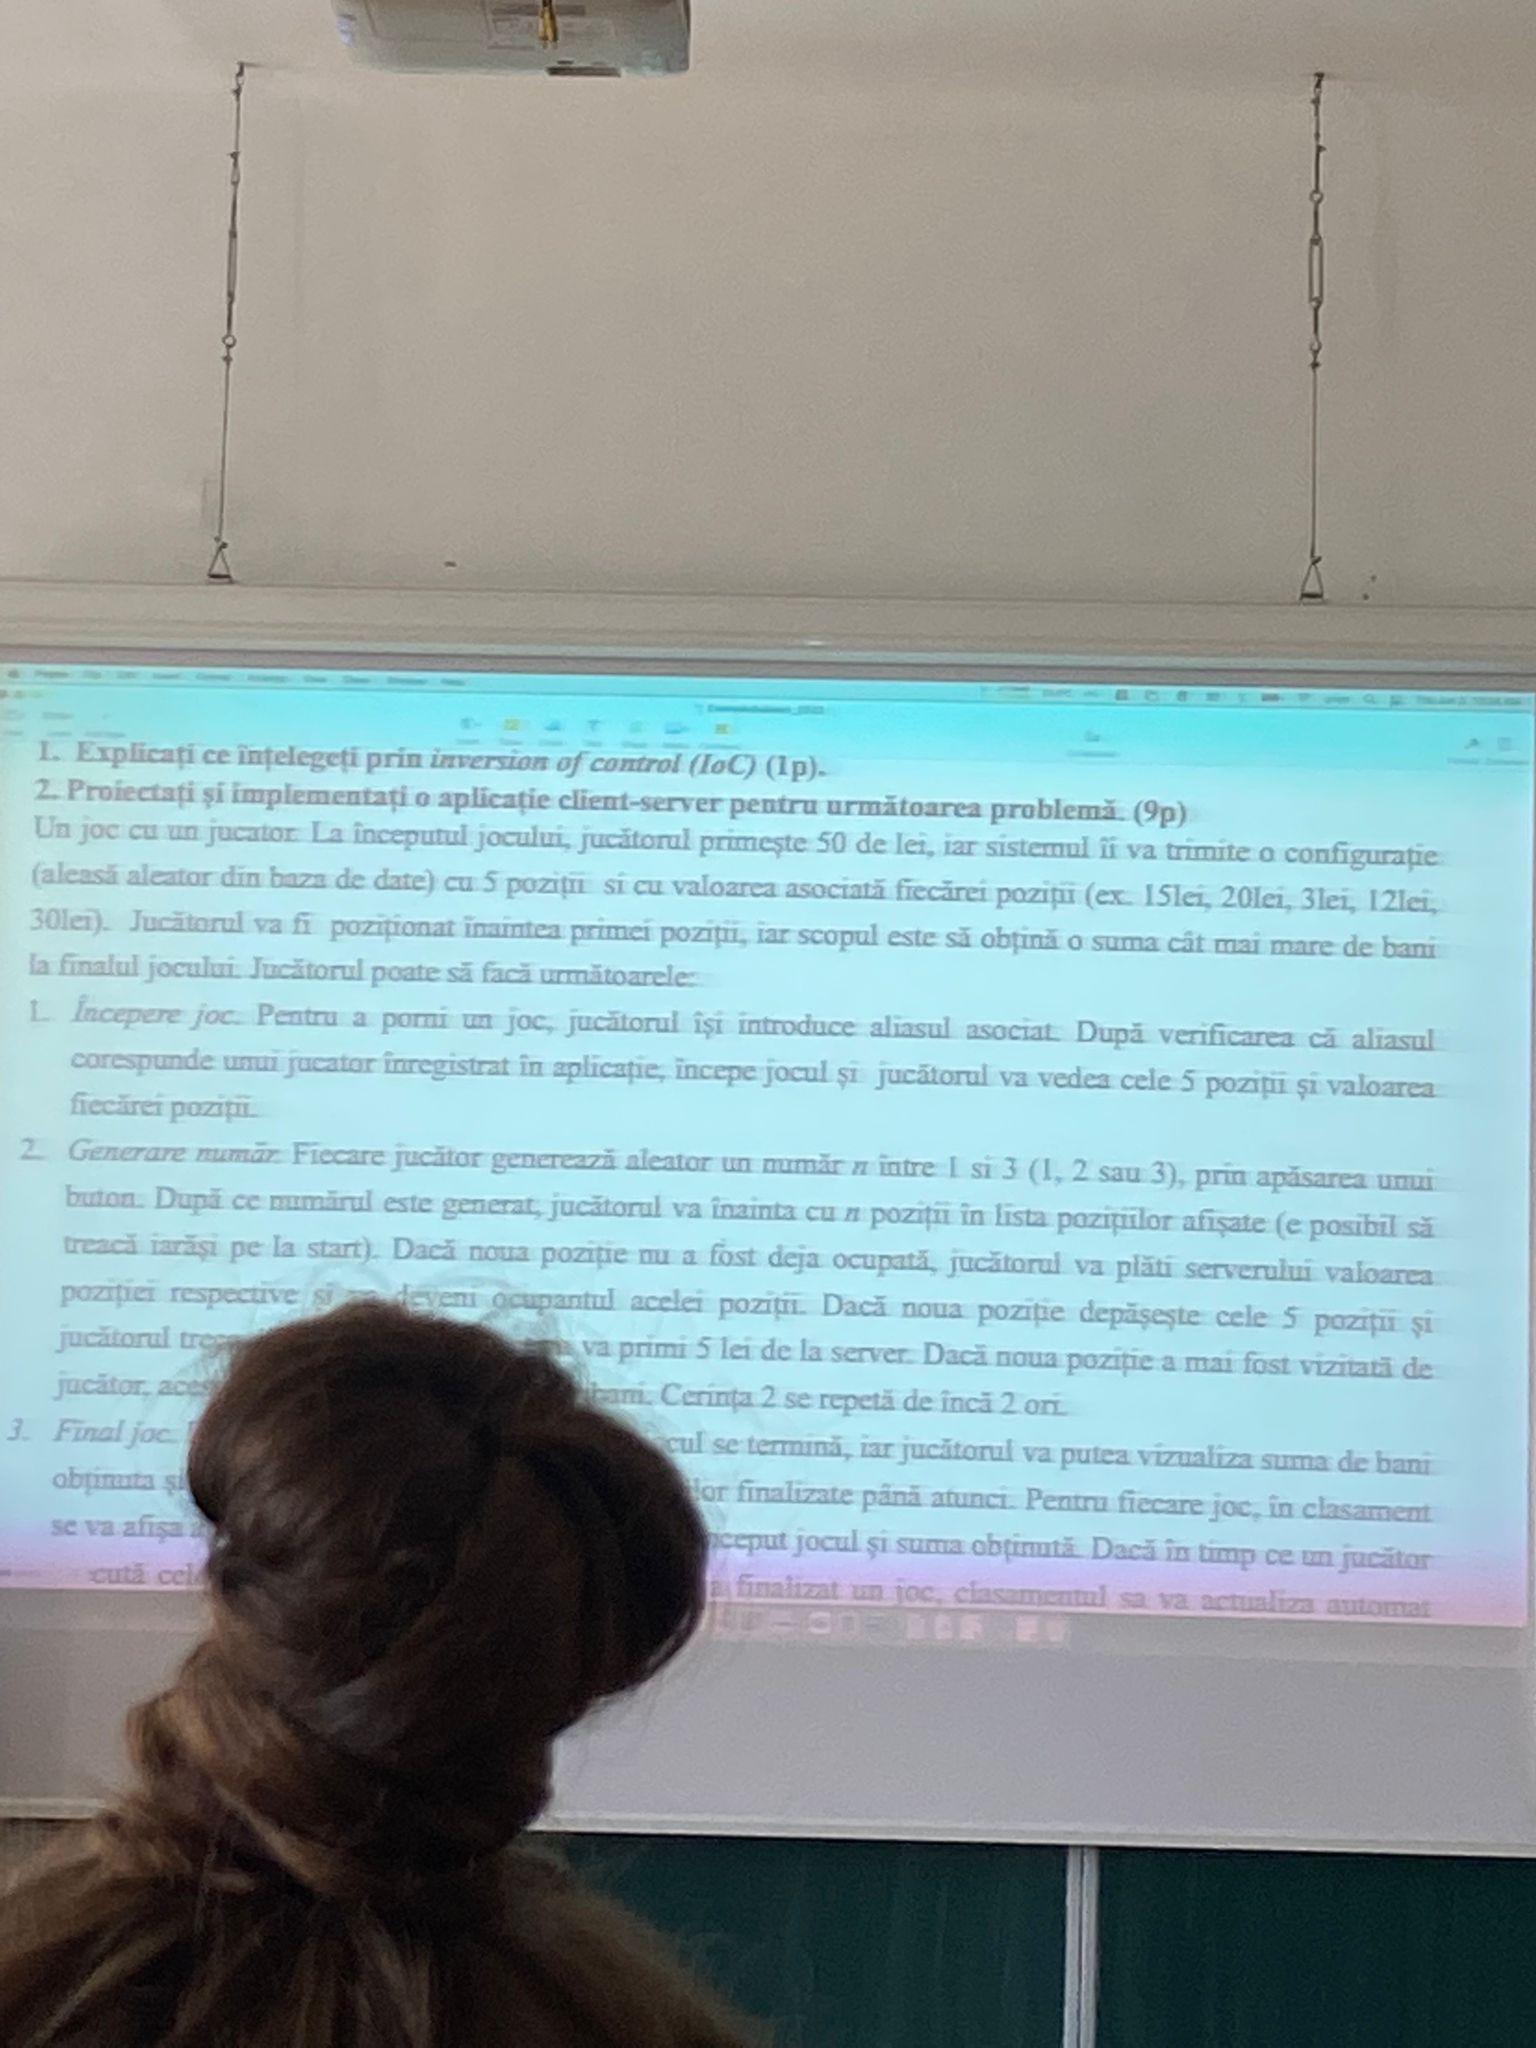 1. Explicați ce înțelegeți prin inversion of control (IoC) (1p).
2. Proiectați și implementați o aplicație client-server pentru următoarea problemă. (9p)
Un joc cu un jucator. La începutul jocului, jucătorul primește 50 de lei, iar sistemul îi va trimite o configurație
(aleasă aleator din baza de date) cu 5 poziții si cu valoarea asociată fiecărei poziții (ex. 15lei, 20lei, 3lei, 12lei,
30lei). Jucătorul va fi poziționat înaintea primei poziții, iar scopul este să obțină o suma cât mai mare de bani
la finalul jocului. Jucătorul poate să facă următoarele:
1. Începere joc. Pentru a porni un joc, jucătorul își introduce aliasul asociat. După verificarea că aliasul
corespunde unui jucator înregistrat în aplicație, începe jocul și jucătorul va vedea cele 5 poziții și valoarea
fiecărei poziții.
2. Generare număr. Fiecare jucător generează aleator un număr n între 1 si 3 (1, 2 sau 3), prin apăsarea unui
buton. După ce numărul este generat, jucătorul va înainta cu n poziții în lista pozițiilor afișate (e posibil să
treacă iarăși pe la start). Dacă noua poziție nu a fost deja ocupată, jucătorul va plăti serverului valoarea
poziției respective si deveni ocupantul acelei poziții. Dacă noua poziție depășește cele 5 poziții și
jucătorul va primi 5 lei de la server. Dacă noua poziție a mai fost vizitată de
jucător, bani. Cerința 2 se repetă de încă 2 ori.
3. Final joc. se termină, iar jucătorul va putea vizualiza suma de bani
obținuta finalizate până atunci. Pentru fiecare joc, în clasament
se va afișa jocul și suma obținută. Dacă în timp ce un jucător
a finalizat un joc, clasamentul sa va actualiza automat